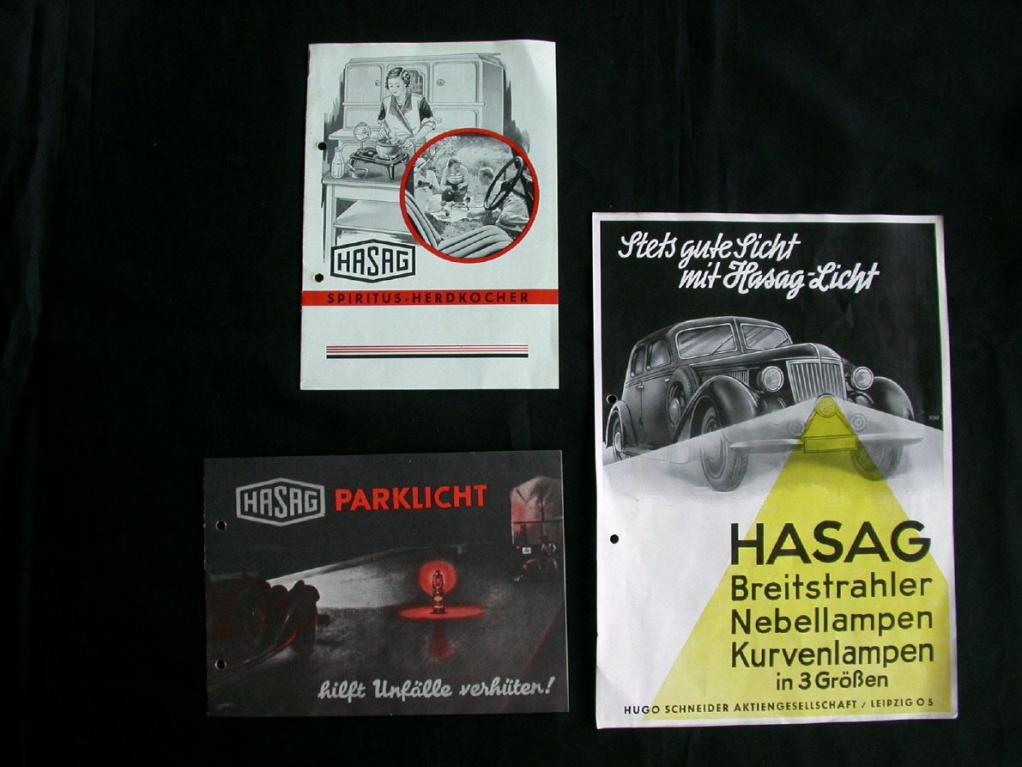 HASAG
SPIRITUS-HERDKOCHER
HASAG PARKLICHT
hilft Unfälle verhüten!
Stets gute Sicht
mit Hasag-Licht
HASAG
Breitstrahler
Nebellampen
Kurvenlampen
in 3 Größen
HUGO SCHNEIDER AKTIENGESELLSCHAFT / LEIPZIG O 5